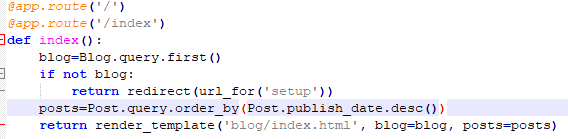 @app.route('/')
@app.route('/index')
def index():
    blog=Blog.query.first()
    if not blog:
        return redirect(url_for('setup'))
    posts=Post.query.order_by(Post.publish_date.desc())
    return render_template('blog/index.html', blog=blog, posts=posts)